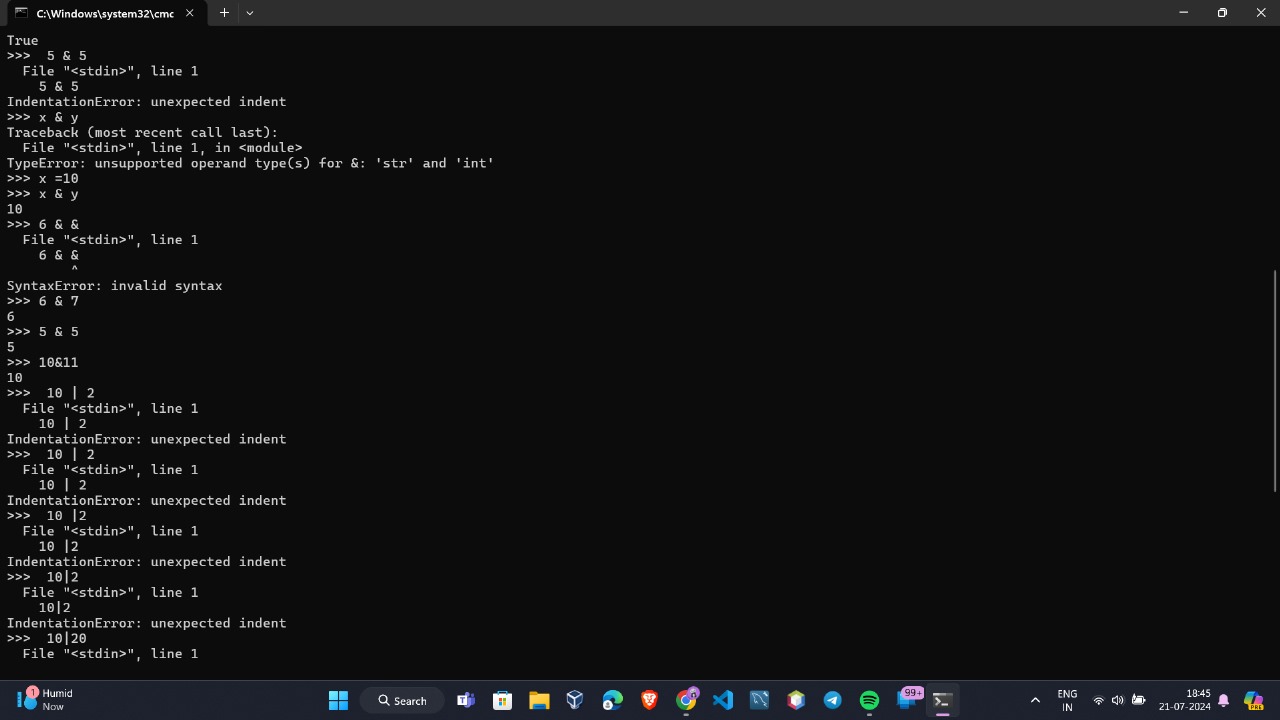 C:\Windows\system32\cmc
True
>>>  5 & 5
  File "<stdin>", line 1
    5 & 5
IndentationError: unexpected indent
>>> x & y
Traceback (most recent call last):
  File "<stdin>", line 1, in <module>
TypeError: unsupported operand type(s) for &: 'str' and 'int'
>>> x =10
>>> x & y
10
>>> 6 & &
  File "<stdin>", line 1
    6 & &
        ^
SyntaxError: invalid syntax
>>> 6 & 7
6
>>> 5 & 5
5
>>> 10&11
10
>>>  10 | 2
  File "<stdin>", line 1
    10 | 2
IndentationError: unexpected indent
>>>  10 | 2
  File "<stdin>", line 1
    10 | 2
IndentationError: unexpected indent
>>>  10 |2
  File "<stdin>", line 1
    10 |2
IndentationError: unexpected indent
>>>  10|2
  File "<stdin>", line 1
    10|2
IndentationError: unexpected indent
>>>  10|20
  File "<stdin>", line 1
1
Humid
Now
Search
99+
PRE
ENG
IN
18:45
21-07-2024